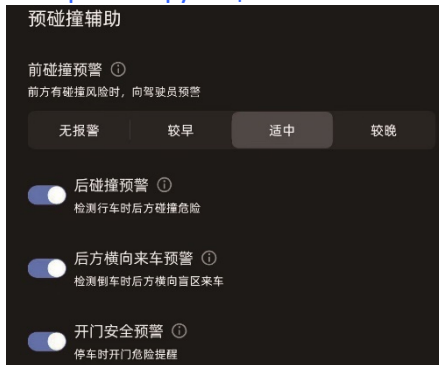 预碰撞辅助
前碰撞预警 ⓘ
前方有碰撞风险时，向驾驶员预警
无报警 较早 适中 较晚
后碰撞预警 ⓘ
检测行车时后方碰撞危险
后方横向来车预警 ⓘ
检测倒车时后方横向盲区来车
开门安全预警 ⓘ
停车时开门危险提醒